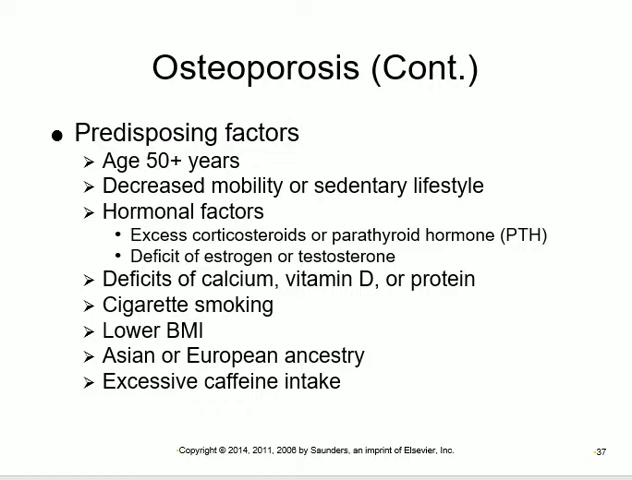 Osteoporosis (Cont.)
● Predisposing factors
➢ Age 50+ years
➢ Decreased mobility or sedentary lifestyle
➢ Hormonal factors
• Excess corticosteroids or parathyroid hormone (PTH)
• Deficit of estrogen or testosterone
➢ Deficits of calcium, vitamin D, or protein
➢ Cigarette smoking
➢ Lower BMI
➢ Asian or European ancestry
➢ Excessive caffeine intake
•Copyright © 2014, 2011, 2006 by Saunders, an imprint of Elsevier, Inc.
•37